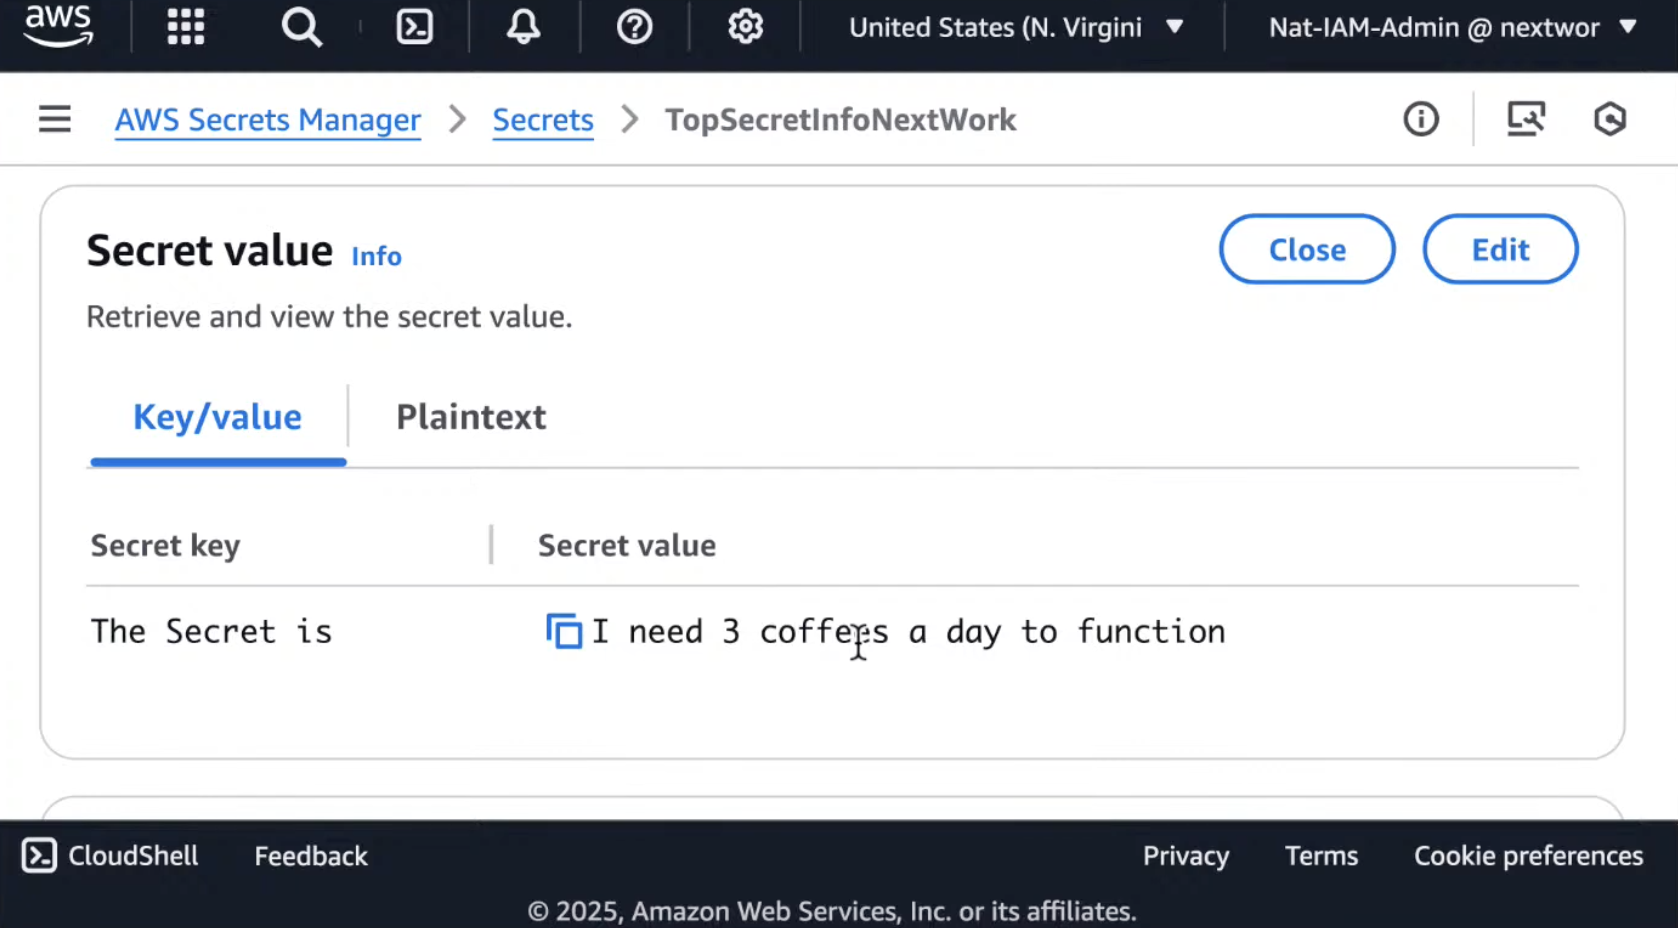 aws
United States (N. Virgini
Nat-IAM-Admin @ nextwor
AWS Secrets Manager > Secrets > TopSecretInfoNextWork
Secret value Info
Close
Edit
Retrieve and view the secret value.
Key/value
Plaintext
Secret key
Secret value
The Secret is
I need 3 coffees a day to function
CloudShell
Feedback
Privacy
Terms
Cookie preferences
© 2025, Amazon Web Services, Inc. or its affiliates.